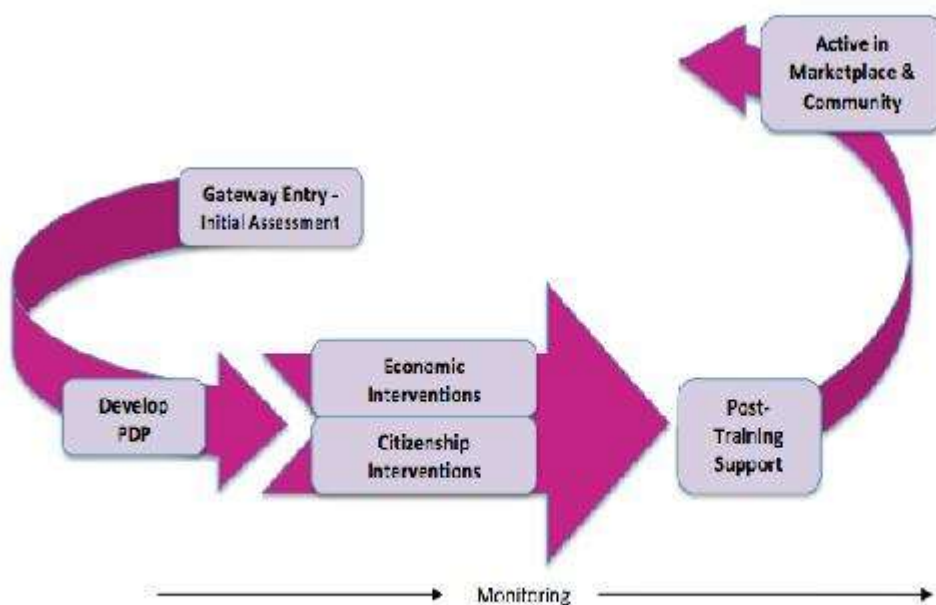 Gateway Entry -
Initial Assessment
Develop
PDP
Economic
Interventions
Citizenship
Interventions
Post-
Training
Support
Active in
Marketplace &
Community
Monitoring